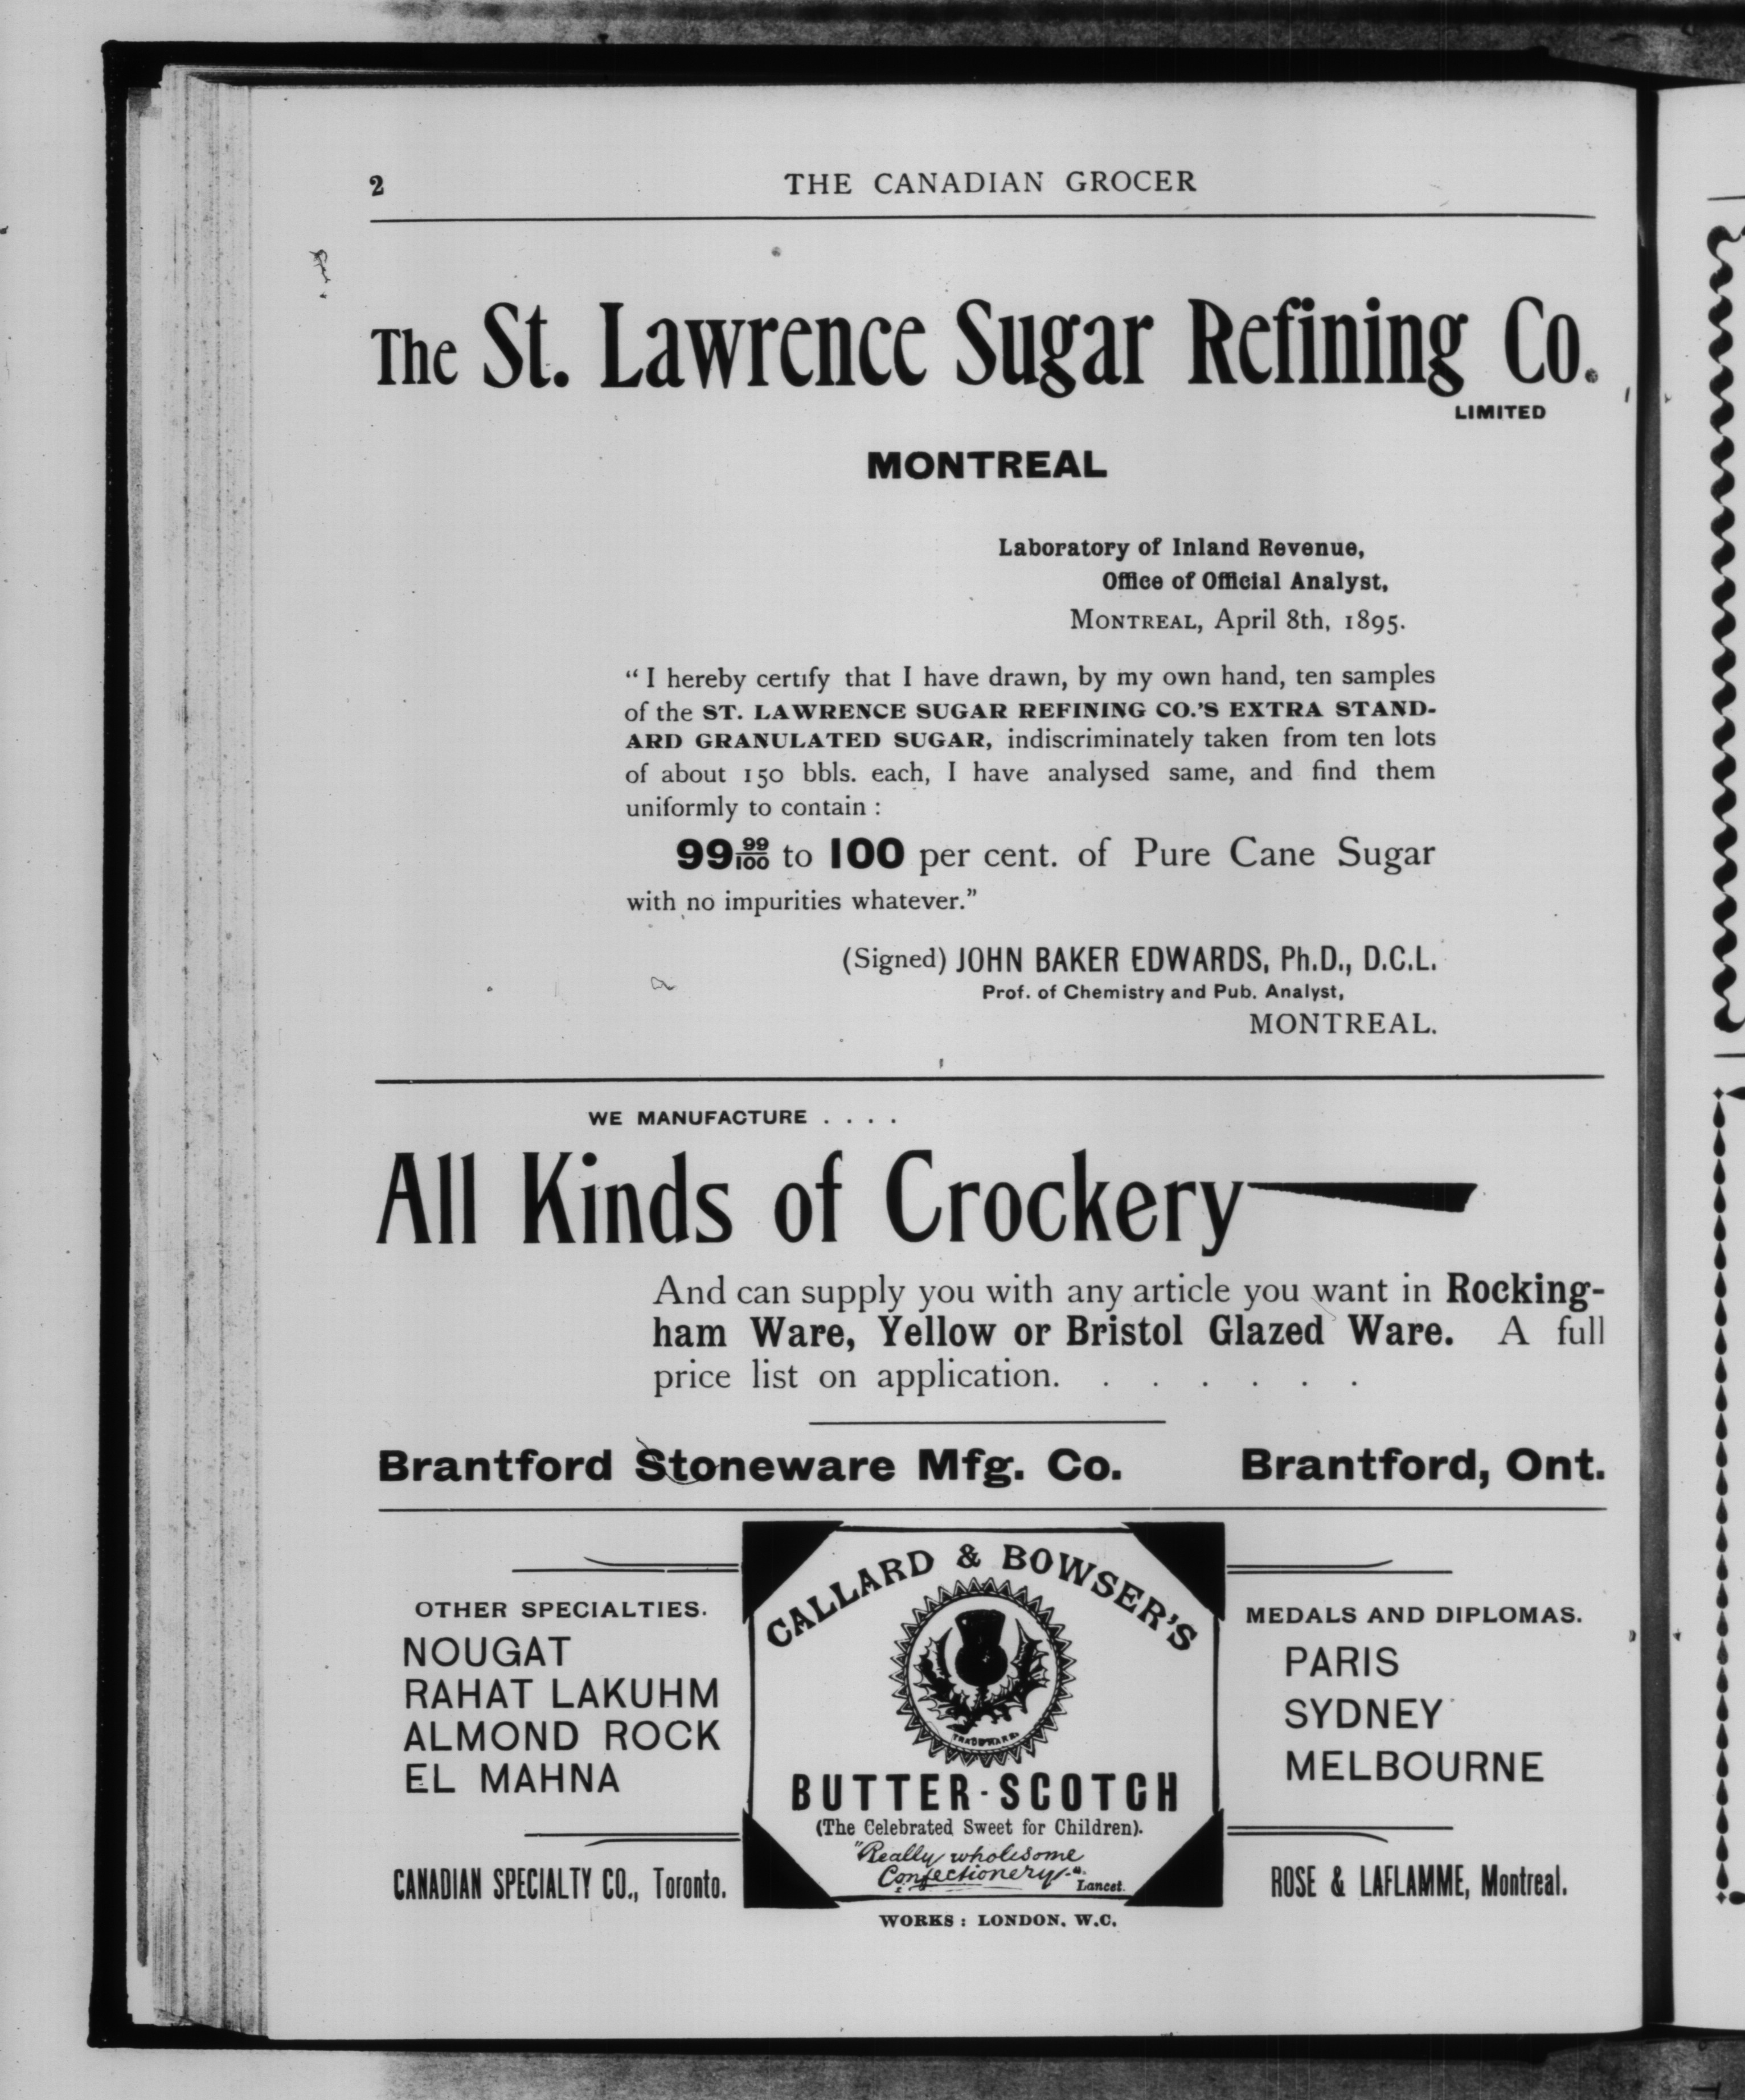 2
THE CANADIAN GROCER
The St. Lawrence Sugar Refining Co.
LIMITED
MONTREAL
Laboratory of Inland Revenue,
Office of Official Analyst,
MONTREAL, April 8th, 1895.
“ I hereby certify that I have drawn, by my own hand, ten samples
of the ST. LAWRENCE SUGAR REFINING CO.'S EXTRA STAND-
ARD GRANULATED SUGAR, indiscriminately taken from ten lots
of about 150 bbls. each, I have analysed same, and find them
uniformly to contain :
99 99/100 to 100 per cent. of Pure Cane Sugar
with no impurities whatever.”
(Signed) JOHN BAKER EDWARDS, Ph.D., D.C.L.
Prof. of Chemistry and Pub. Analyst,
MONTREAL.
WE MANUFACTURE . . . .
All Kinds of Crockery
And can supply you with any article you want in Rocking-
ham Ware, Yellow or Bristol Glazed Ware. A full
price list on application. . . . . . .
Brantford Stoneware Mfg. Co. Brantford, Ont.
OTHER SPECIALTIES.
NOUGAT
RAHAT LAKUHM
ALMOND ROCK
EL MAHNA
CANADIAN SPECIALTY CO., Toronto.
CALLARD & BOWSER'S
TRADE MARK
BUTTER-SCOTCH
(The Celebrated Sweet for Children).
"Really wholesome
Confectionery."
Lancet.
WORKS : LONDON, W.C.
MEDALS AND DIPLOMAS.
PARIS
SYDNEY
MELBOURNE
ROSE & LAFLAMME, Montreal.